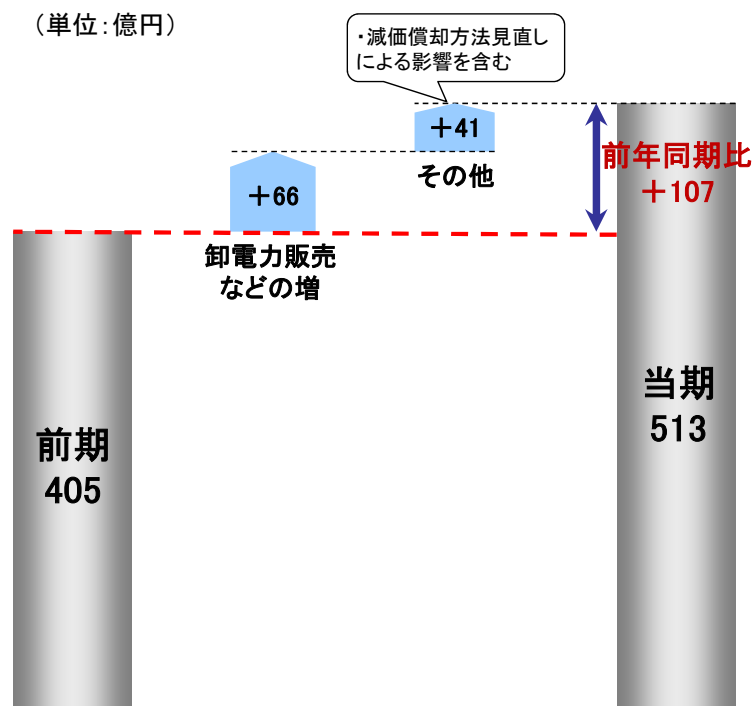 （単位：億円）
・減価償却方法見直し
による影響を含む
＋41
その他
前年同期比
＋107
＋66
卸電力販売
などの増
当期
513
前期
405